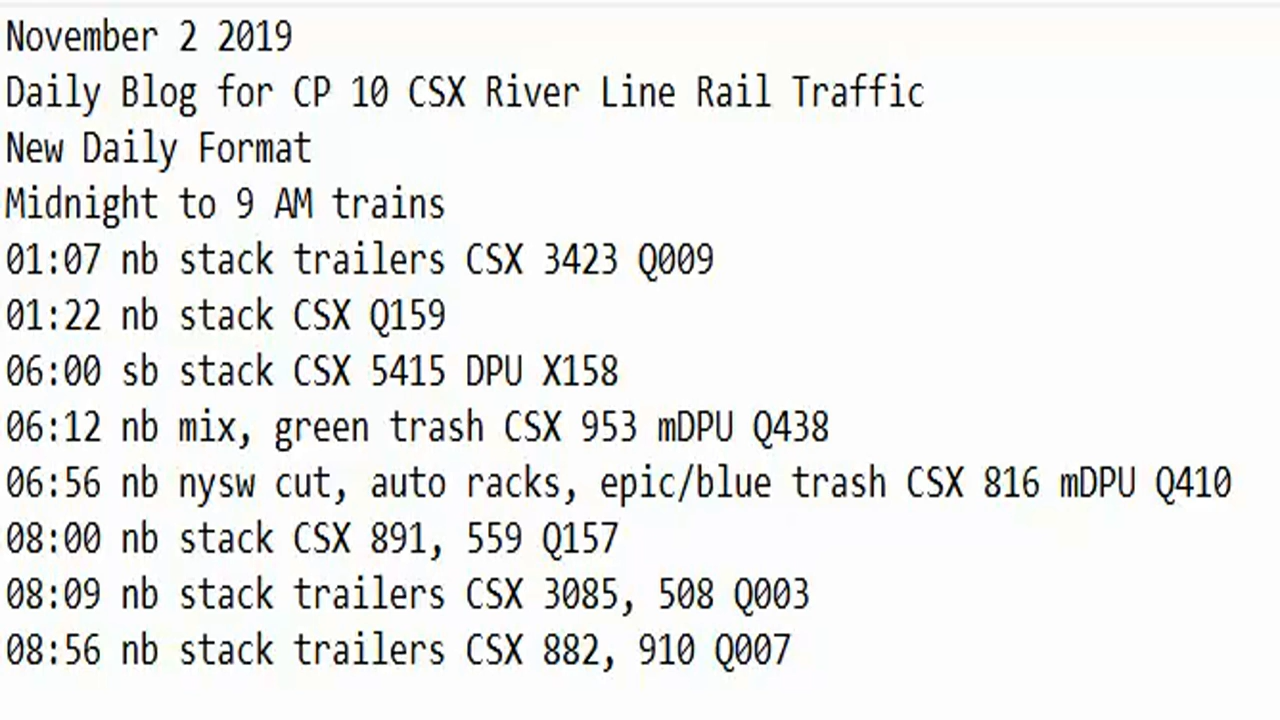 November 2 2019
Daily Blog for CP 10 CSX River Line Rail Traffic
New Daily Format
Midnight to 9 AM trains
01:07 nb stack trailers CSX 3423 Q009
01:22 nb stack CSX Q159
06:00 sb stack CSX 5415 DPU X158
06:12 nb mix, green trash CSX 953 mDPU Q438
06:56 nb nysw cut, auto racks, epic/blue trash CSX 816 mDPU Q410
08:00 nb stack CSX 891, 559 Q157
08:09 nb stack trailers CSX 3085, 508 Q003
08:56 nb stack trailers CSX 882, 910 Q007